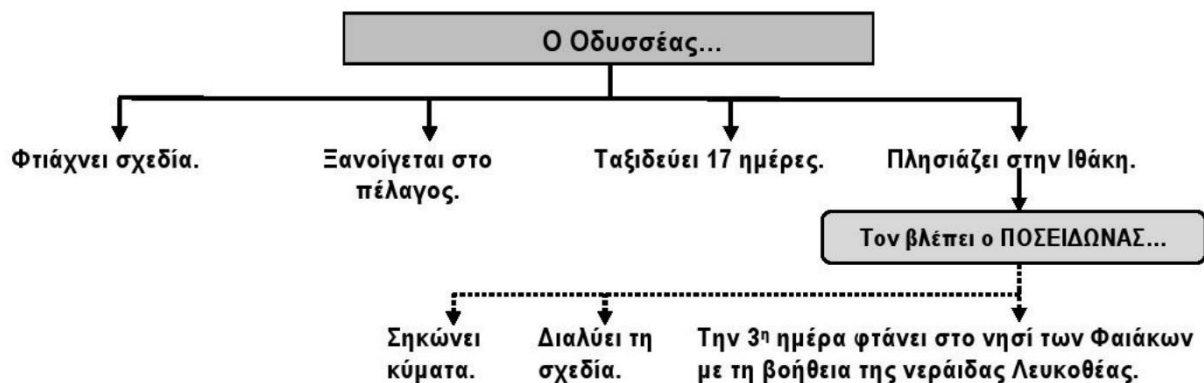 Ο Οδυσσέας...
Φτιάχνει σχεδία.
Ξανοίγεται στο
πέλαγος.
Ταξιδεύει 17 ημέρες.
Πλησιάζει στην Ιθάκη.
Τον βλέπει ο ΠΟΣΕΙΔΩΝΑΣ...
Σηκώνει
κύματα.
Διαλύει τη
σχεδία.
Την 3η ημέρα φτάνει στο νησί των Φαιάκων
με τη βοήθεια της νεράιδας Λευκοθέας.